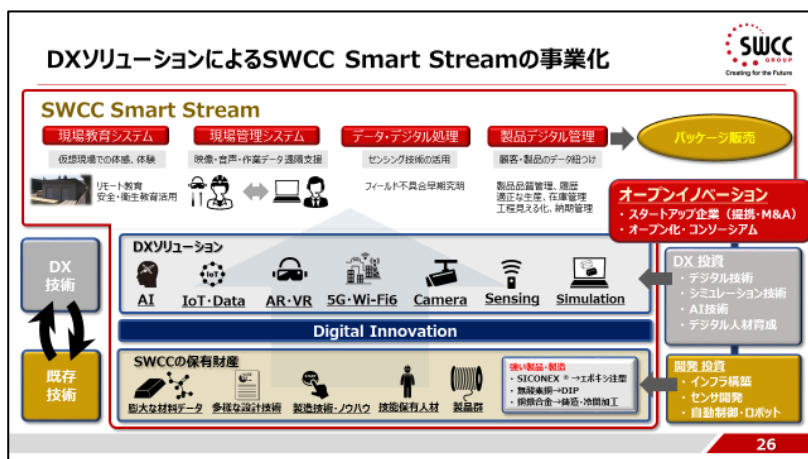 DXソリューションによるSWCC Smart Streamの事業化
SWCC
GROUP
Creating for the Future
SWCC Smart Stream
現場教育システム
現場管理システム
データ・デジタル処理
製品デジタル管理
パッケージ販売
仮想現場での体感、体験
映像・音声・作業データ遠隔支援
センシング技術の活用
顧客・製品のデータ紐つけ
リモート教育
安全・衛生教育活用
フィールド不具合早期究明
製品品質管理、履歴
適正な生産、在庫管理
工程見える化、納期管理
オープンイノベーション
・スタートアップ企業（提携・M&A）
・オープン化・コンソーシアム
DX
技術
既存
技術
DXソリューション
AI
IoT
IoT・Data
AR・VR
5G・Wi-Fi6
Camera
Sensing
Simulation
DX 投資
・デジタル技術
・シミュレーション技術
・AI技術
・デジタル人材育成
Digital Innovation
SWCCの保有財産
膨大な材料データ
多様な設計技術
START
製造技術・ノウハウ
技能保有人材
製品群
強い製品・製造
・SICONEX ®→エポキシ注型
・無酸素銅→DIP
・銅銀合金→鋳造・冷間加工
開発 投資
・インフラ構築
・センサ開発
・自動制御・ロボット
26